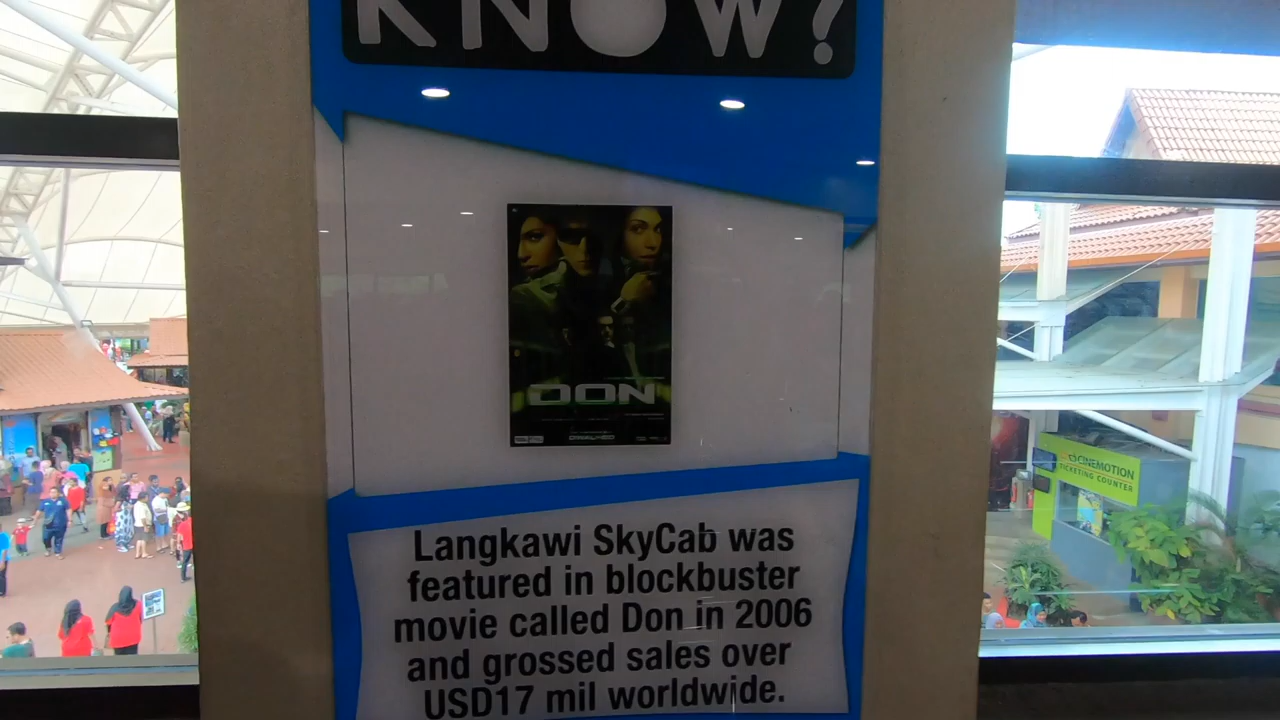 KNOW?
DON
Langkawi SkyCab was
featured in blockbuster
movie called Don in 2006
and grossed sales over
USD17 mil worldwide.
CINEMOTION
TICKETING COUNTER